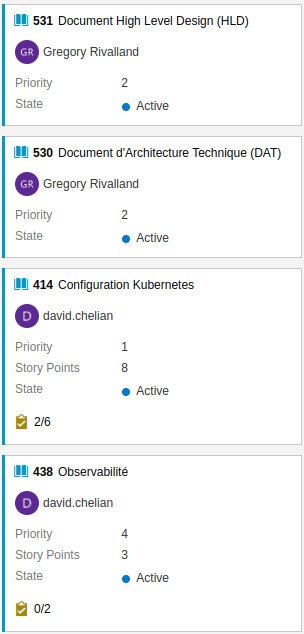 531 Document High Level Design (HLD)
GR Gregory Rivalland
Priority 2
State Active
530 Document d'Architecture Technique (DAT)
GR Gregory Rivalland
Priority 2
State Active
414 Configuration Kubernetes
D david.chelian
Priority 1
Story Points 8
State Active
2/6
438 Observabilité
D david.chelian
Priority 4
Story Points 3
State Active
0/2